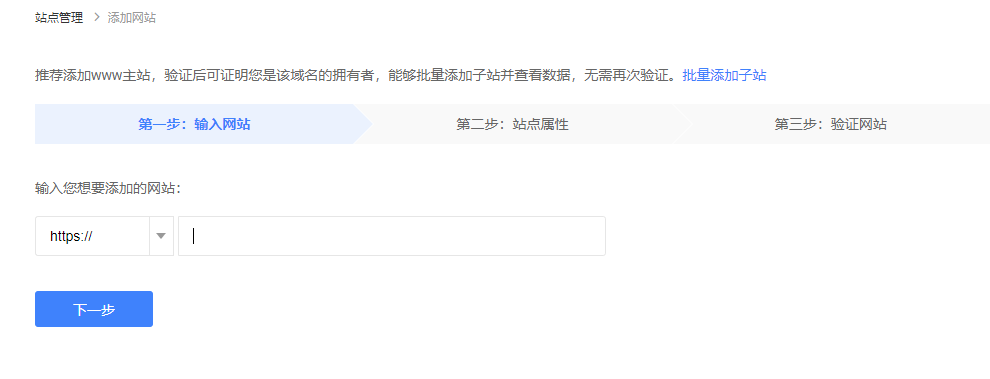 站点管理 > 添加网站
推荐添加www主站，验证后可证明您是该域名的拥有者，能够批量添加子站并查看数据，无需再次验证。批量添加子站
第一步：输入网站 第二步：站点属性 第三步：验证网站
输入您想要添加的网站：
https://
下一步